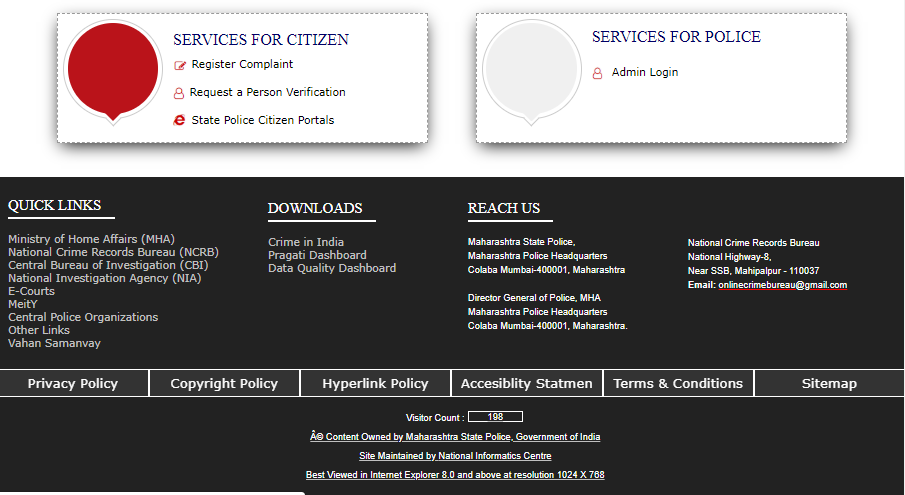 SERVICES FOR CITIZEN
Register Complaint
Request a Person Verification
State Police Citizen Portals
SERVICES FOR POLICE
Admin Login
QUICK LINKS
Ministry of Home Affairs (MHA)
National Crime Records Bureau (NCRB)
Central Bureau of Investigation (CBI)
National Investigation Agency (NIA)
E-Courts
MeitY
Central Police Organizations
Other Links
Vahan Samanvay
DOWNLOADS
Crime in India
Pragati Dashboard
Data Quality Dashboard
REACH US
Maharashtra State Police,
Maharashtra Police Headquarters
Colaba Mumbai-400001, Maharashtra
Director General of Police, MHA
Maharashtra Police Headquarters
Colaba Mumbai-400001, Maharashtra.
National Crime Records Bureau
National Highway-8,
Near SSB, Mahipalpur - 110037
Email: onlinecrimebureau@gmail.com
Privacy Policy
Copyright Policy
Hyperlink Policy
Accesiblity Statmen
Terms & Conditions
Sitemap
Visitor Count : 198
© Content Owned by Maharashtra State Police, Government of India
Site Maintained by National Informatics Centre
Best Viewed in Internet Explorer 8.0 and above at resolution 1024 X 768